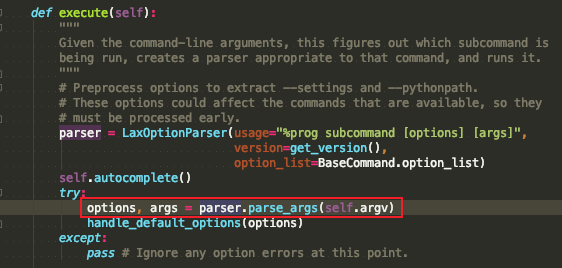 def execute(self):
"""
Given the command-line arguments, this figures out which subcommand is
being run, creates a parser appropriate to that command, and runs it.
"""
# Preprocess options to extract --settings and --pythonpath.
# These options could affect the commands that are available, so they
# must be processed early.
parser = LaxOptionParser(usage="%prog subcommand [options] [args]",
version=get_version(),
option_list=BaseCommand.option_list)
self.autocomplete()
try:
options, args = parser.parse_args(self.argv)
handle_default_options(options)
except:
pass # Ignore any option errors at this point.